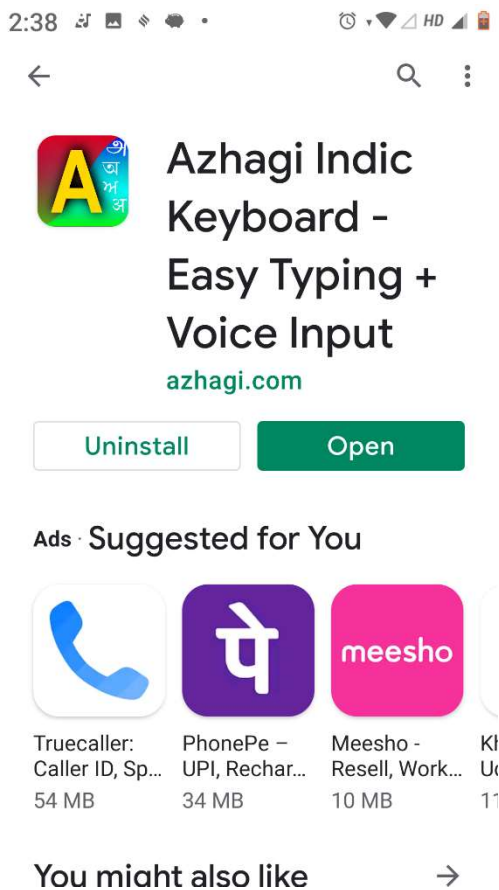 2:38 HD
A அ
অ
અ
अ
Azhagi Indic
Keyboard -
Easy Typing +
Voice Input
azhagi.com
Uninstall Open
Ads · Suggested for You
पे meesho
Truecaller: PhonePe – Meesho - Kh
Caller ID, Sp... UPI, Rechar... Resell, Work...
54 MB 34 MB 10 MB 11
You might also like